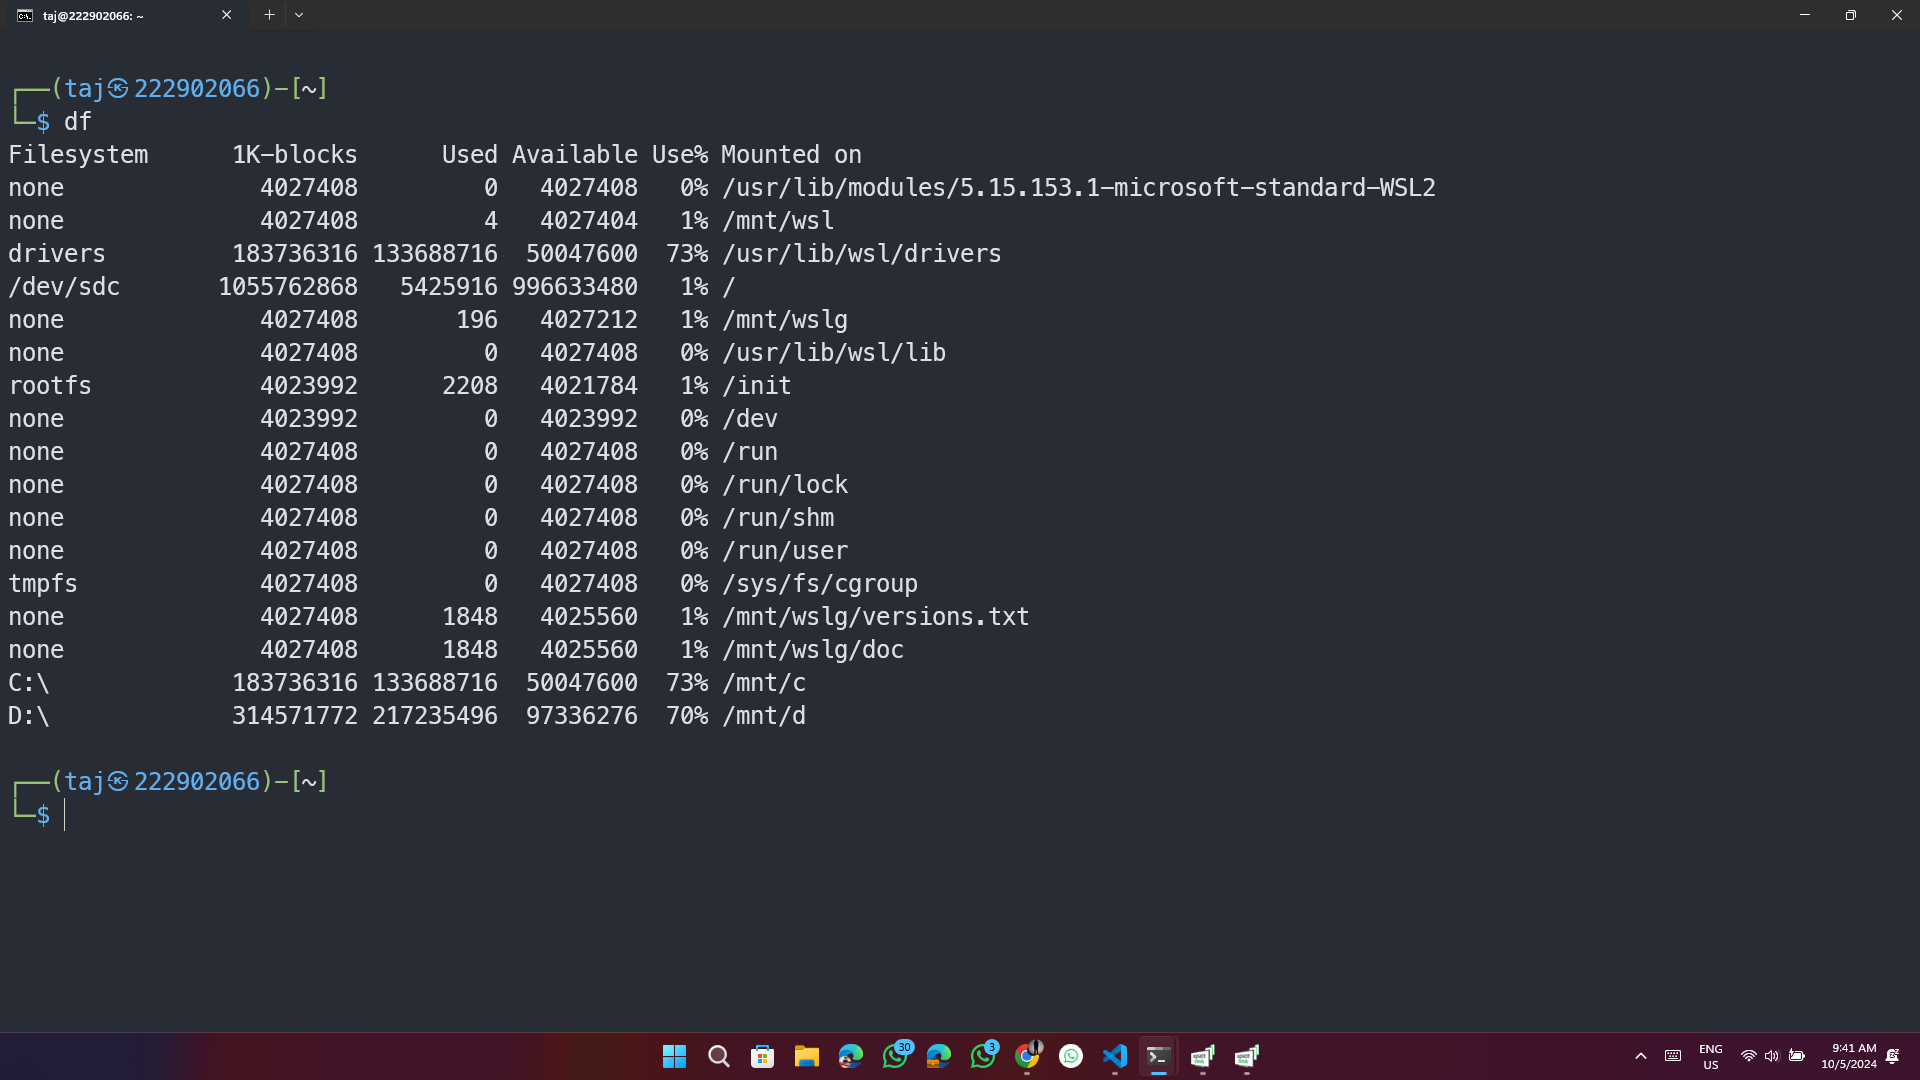 taj@222902066: ~
┌──(taj㉿222902066)-[~]
└─$ df
Filesystem      1K-blocks      Used Available Use% Mounted on
none              4027408         0   4027408   0% /usr/lib/modules/5.15.153.1-microsoft-standard-WSL2
none              4027408         4   4027404   1% /mnt/wsl
drivers         183736316 133688716  50047600  73% /usr/lib/wsl/drivers
/dev/sdc       1055762868   5425916 996633480   1% /
none              4027408       196   4027212   1% /mnt/wslg
none              4027408         0   4027408   0% /usr/lib/wsl/lib
rootfs            4023992      2208   4021784   1% /init
none              4023992         0   4023992   0% /dev
none              4027408         0   4027408   0% /run
none              4027408         0   4027408   0% /run/lock
none              4027408         0   4027408   0% /run/shm
none              4027408         0   4027408   0% /run/user
tmpfs             4027408         0   4027408   0% /sys/fs/cgroup
none              4027408      1848   4025560   1% /mnt/wslg/versions.txt
none              4027408      1848   4025560   1% /mnt/wslg/doc
C:\             183736316 133688716  50047600  73% /mnt/c
D:\             314571772 217235496  97336276  70% /mnt/d
┌──(taj㉿222902066)-[~]
└─$
30
3
ENG
US
9:41 AM
10/5/2024